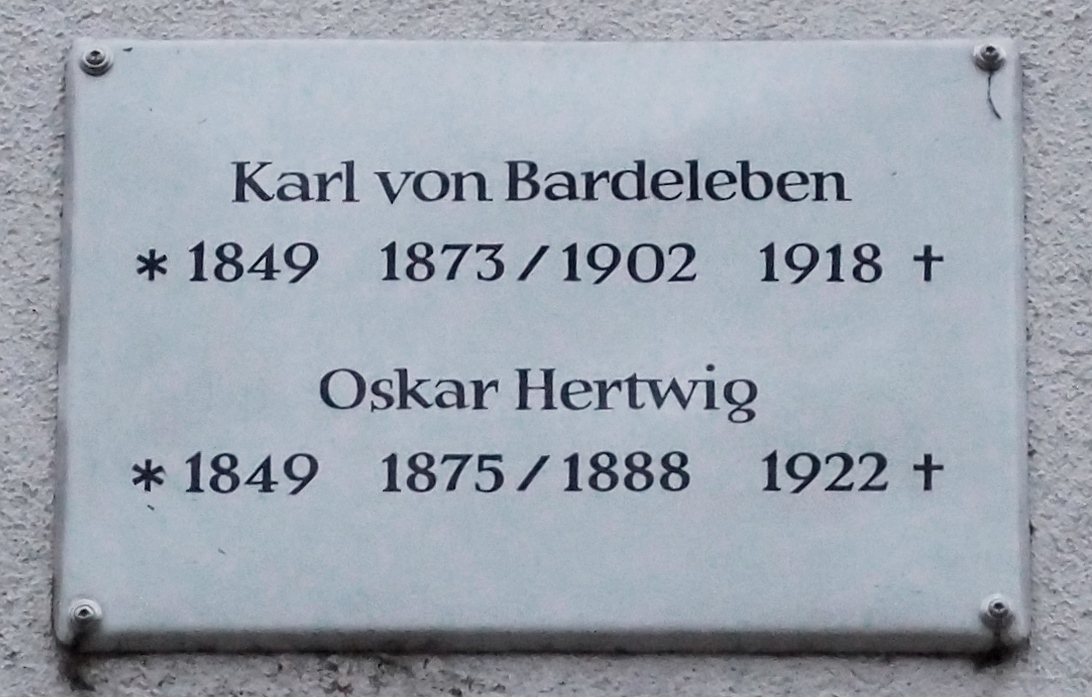 Karl von Bardeleben
* 1849 1873 / 1902 1918 †
Oskar Hertwig
* 1849 1875 / 1888 1922 †